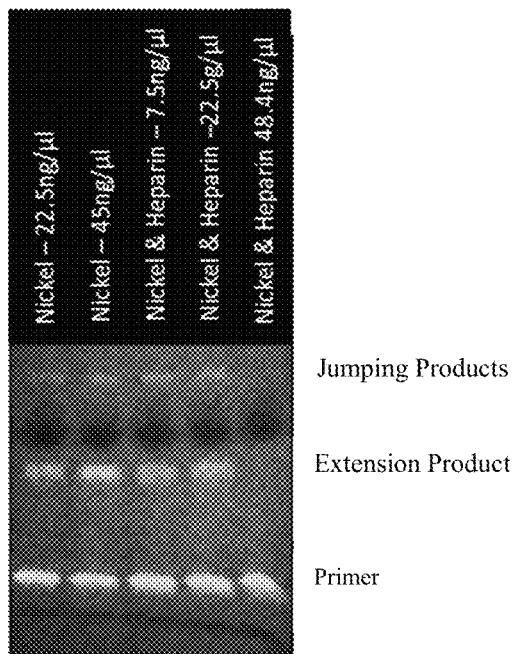 Nickel – 22.5ng/µl
Nickel – 45ng/µl
Nickel & Heparin – 7.5ng/µl
Nickel & Heparin –22.5g/µl
Nickel & Heparin 48.4ng/µl
Jumping Products
Extension Product
Primer